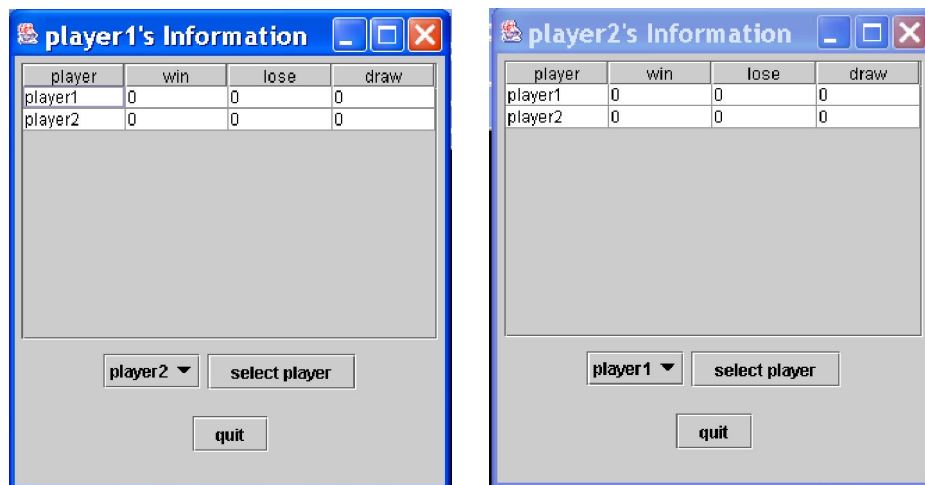 player1's Information
player win lose draw
player1 0 0 0
player2 0 0 0
player2 select player
quit
player2's Information
player win lose draw
player1 0 0 0
player2 0 0 0
player1 select player
quit